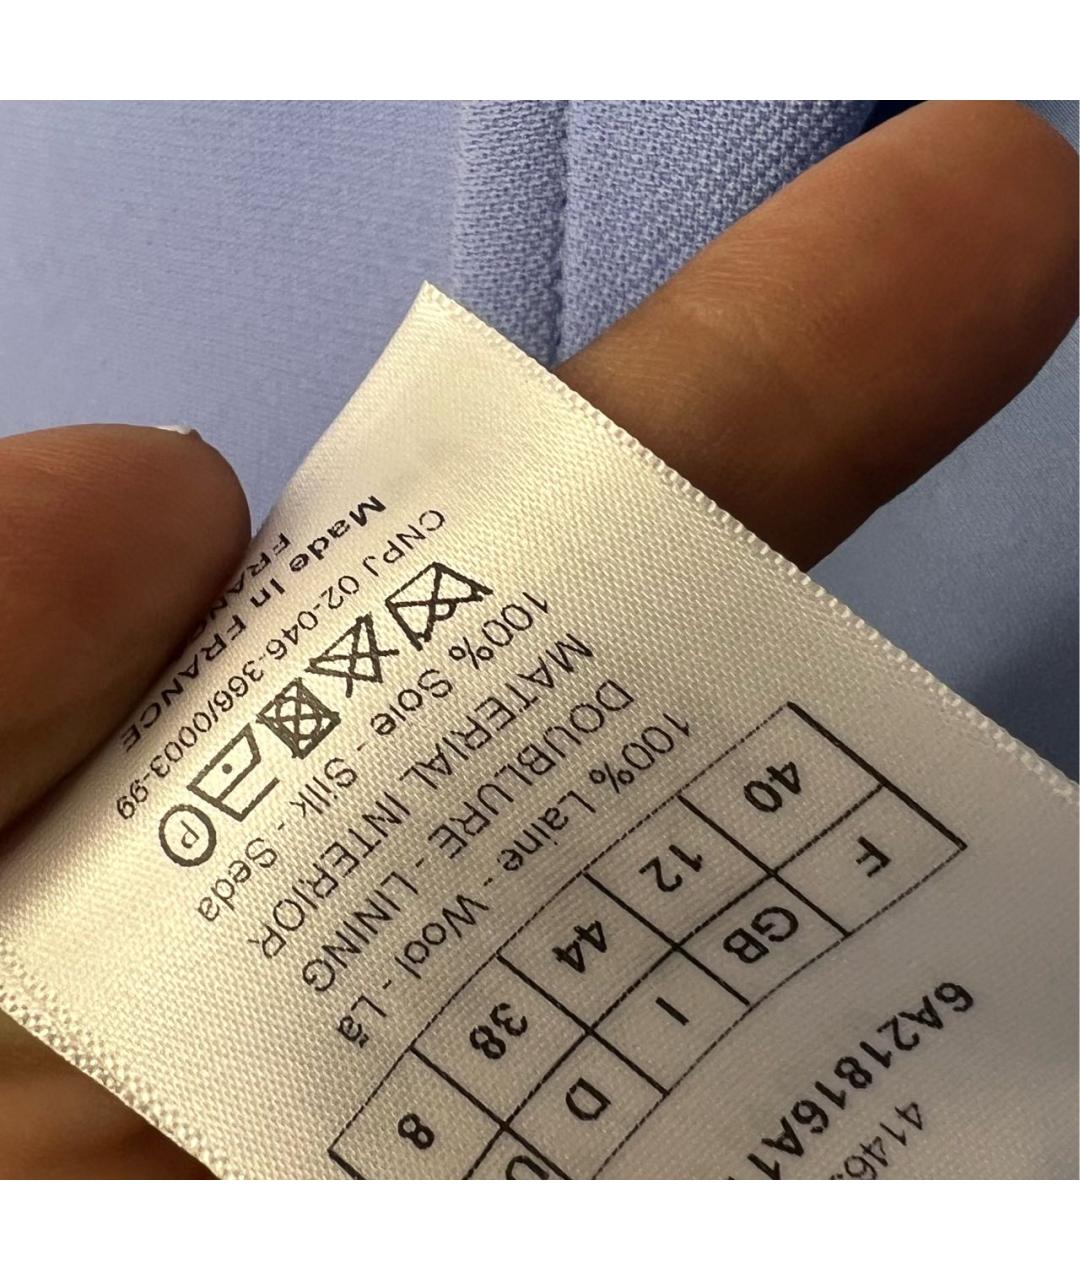 6A21816A1
4146
F GB I D U
40 12 44 38 8
100% Laine - Wool - Lã
DOUBLURE - LINING
MATERIAL INTERIOR
100% Soie - Silk - Seda
P
CNPJ 02-046-366/0003-99
Made In FRANCE